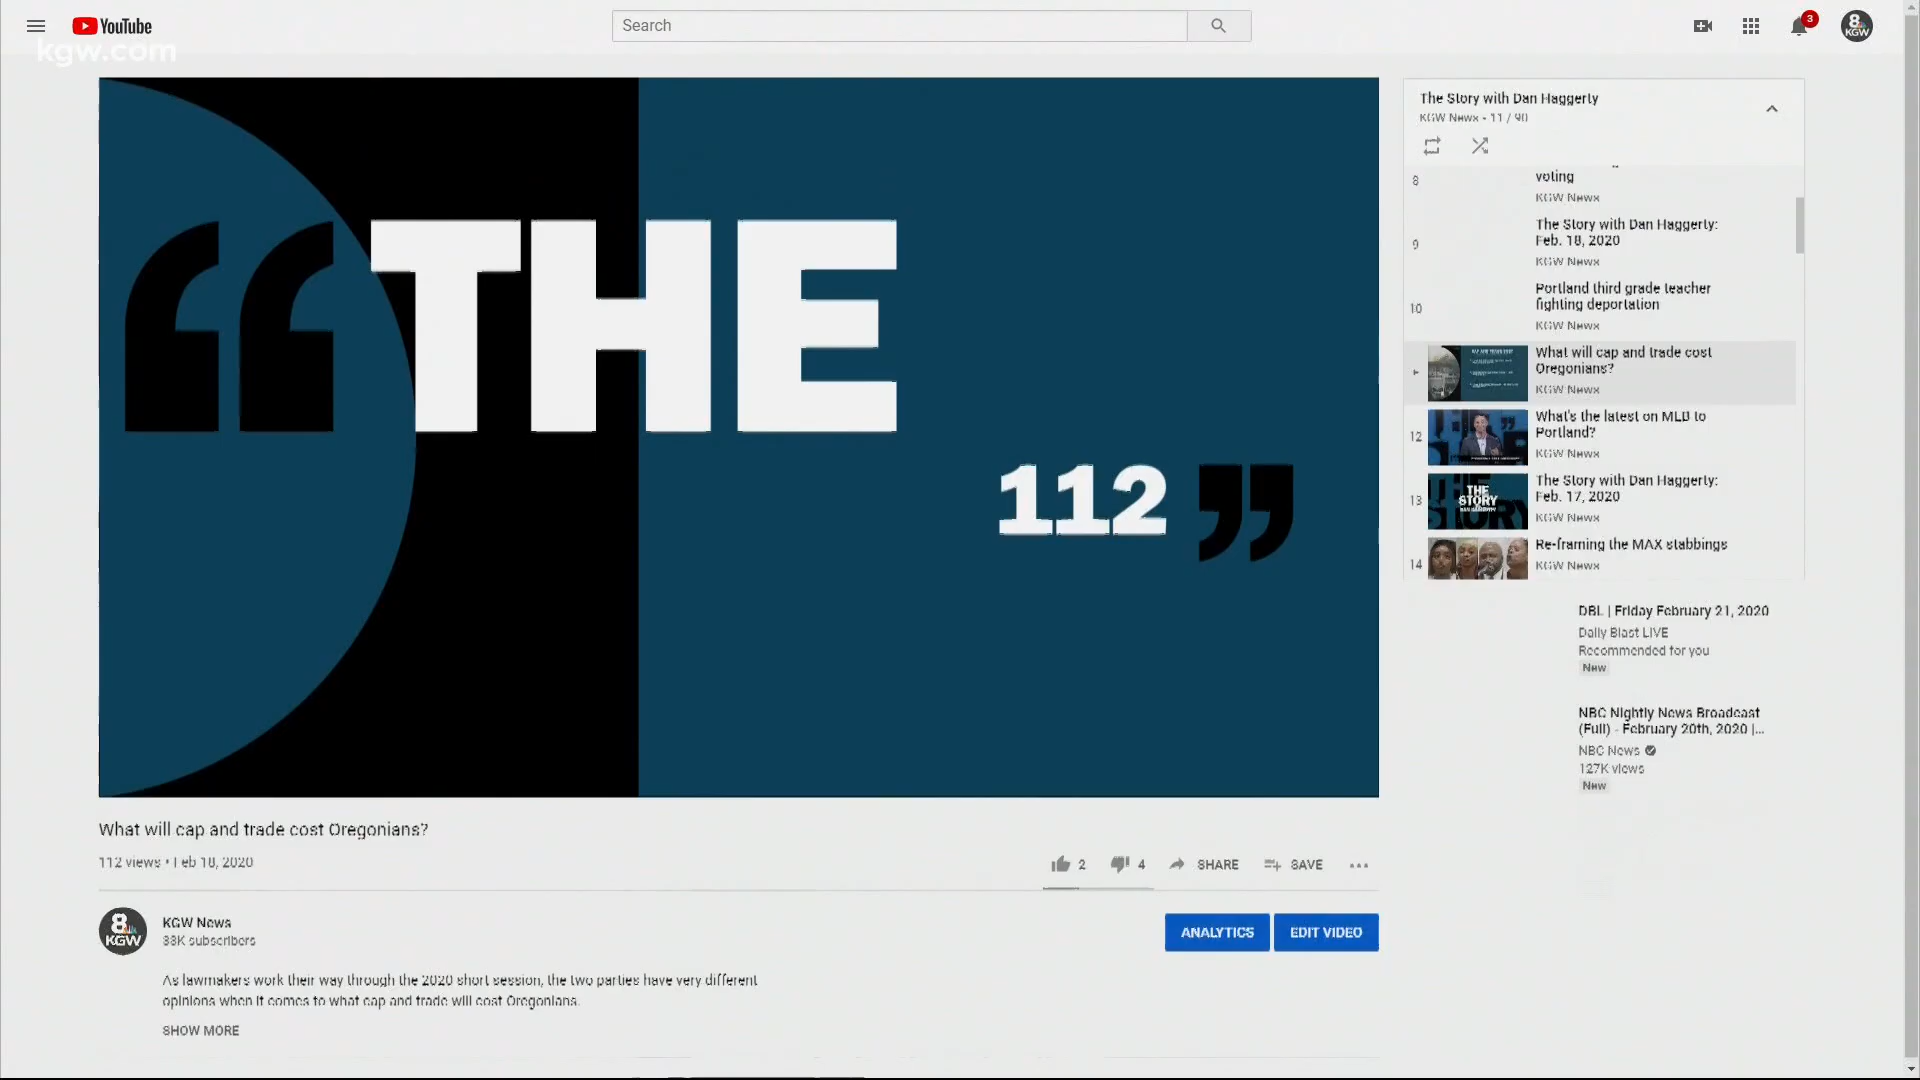 YouTube
Search
3
8
KGW
kgw.com
THE
112
The Story with Dan Haggerty
KGW News - 11 / 90
8
voting
KGW News
9
The Story with Dan Haggerty:
Feb. 18, 2020
KGW News
10
Portland third grade teacher
fighting deportation
KGW News
What will cap and trade cost
Oregonians?
KGW News
12
What's the latest on MLB to
Portland?
KGW News
13
THE
STORY
The Story with Dan Haggerty:
Feb. 17, 2020
KGW News
14
Re-framing the MAX stabbings
KGW News
DBL | Friday February 21, 2020
Daily Blast LIVE
Recommended for you
New
NBC Nightly News Broadcast
(Full) - February 20th, 2020 |...
NBC News
127K views
New
What will cap and trade cost Oregonians?
112 views • Feb 18, 2020
2
4
SHARE
SAVE
8
KGW
KGW News
subscribers
ANALYTICS
EDIT VIDEO
As lawmakers work their way through the 2020 short session, the two parties have very different
opinions when it comes to what cap and trade will cost Oregonians.
SHOW MORE